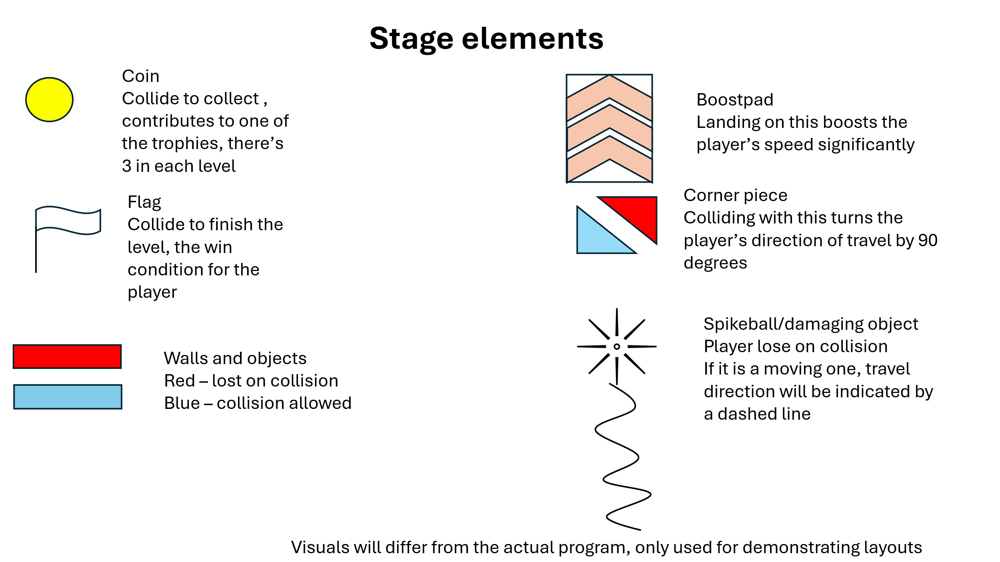 Stage elements
Coin
Collide to collect ,
contributes to one of
the trophies, there’s
3 in each level
Flag
Collide to finish the
level, the win
condition for the
player
Walls and objects
Red – lost on collision
Blue – collision allowed
Boostpad
Landing on this boosts the
player’s speed significantly
Corner piece
Colliding with this turns the
player’s direction of travel by 90
degrees
Spikeball/damaging object
Player lose on collision
If it is a moving one, travel
direction will be indicated by
a dashed line
Visuals will differ from the actual program, only used for demonstrating layouts